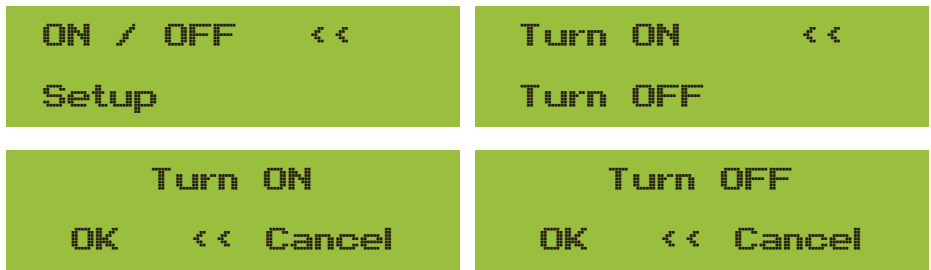 ON / OFF <<
Setup
Turn ON <<
Turn OFF
Turn ON
OK << Cancel
Turn OFF
OK << Cancel